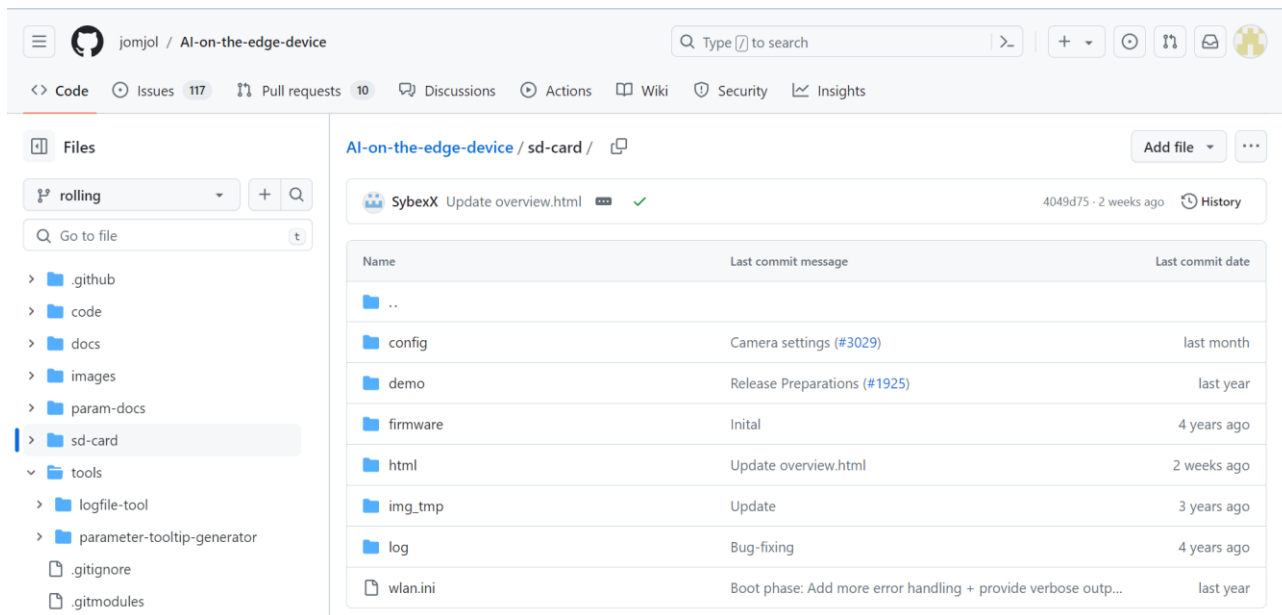 jomjol / AI-on-the-edge-device
Type / to search
Code
Issues 117
Pull requests 10
Discussions
Actions
Wiki
Security
Insights
Files
rolling
Go to file
t
.github
code
docs
images
param-docs
sd-card
tools
logfile-tool
parameter-tooltip-generator
.gitignore
.gitmodules
AI-on-the-edge-device / sd-card /
Add file
SybexX Update overview.html
4049d75 · 2 weeks ago
History
Name Last commit message Last commit date
..
config Camera settings (#3029) last month
demo Release Preparations (#1925) last year
firmware Inital 4 years ago
html Update overview.html 2 weeks ago
img_tmp Update 3 years ago
log Bug-fixing 4 years ago
wlan.ini Boot phase: Add more error handling + provide verbose outp... last year